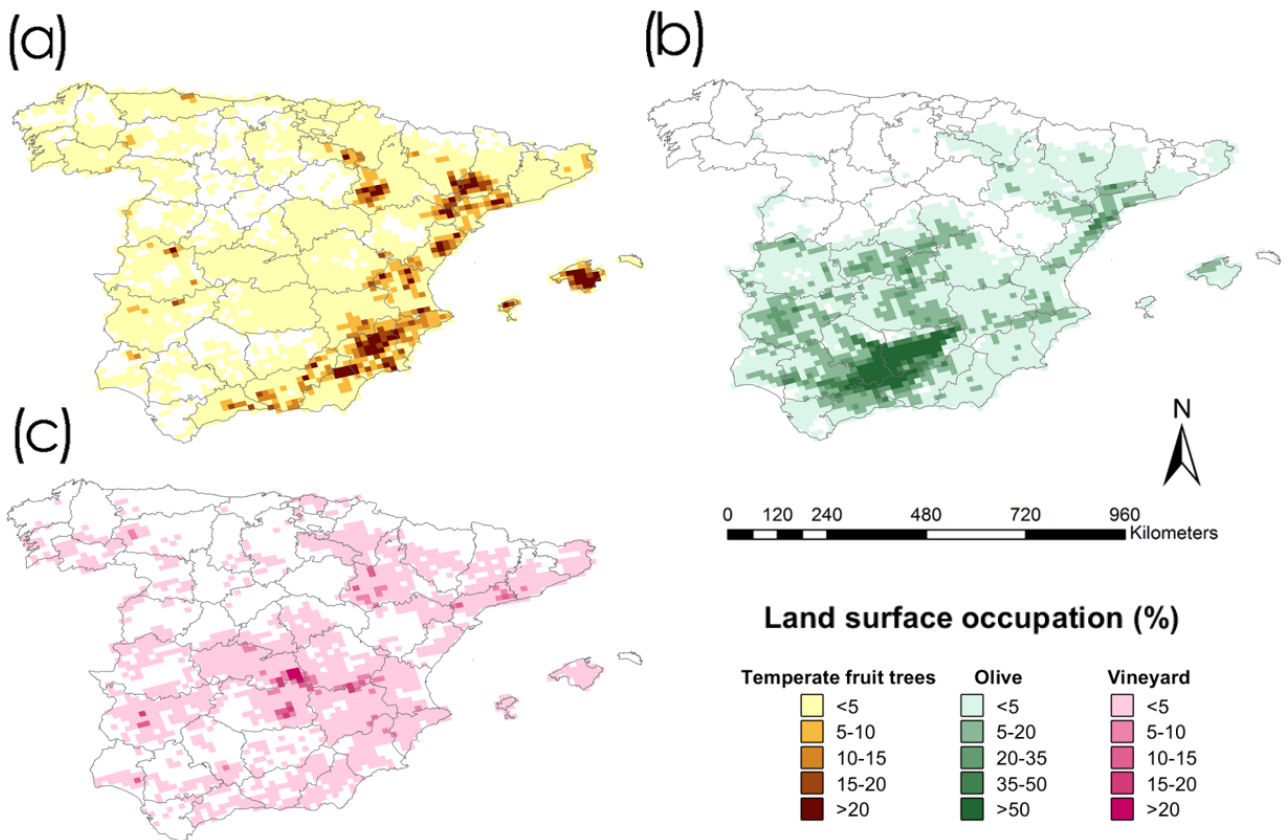 (a)
(b)
(c)
N
0 120 240 480 720 960
Kilometers
Land surface occupation (%)
Temperate fruit trees Olive Vineyard
<5 <5 <5
5-10 5-20 5-10
10-15 20-35 10-15
15-20 35-50 15-20
>20 >50 >20